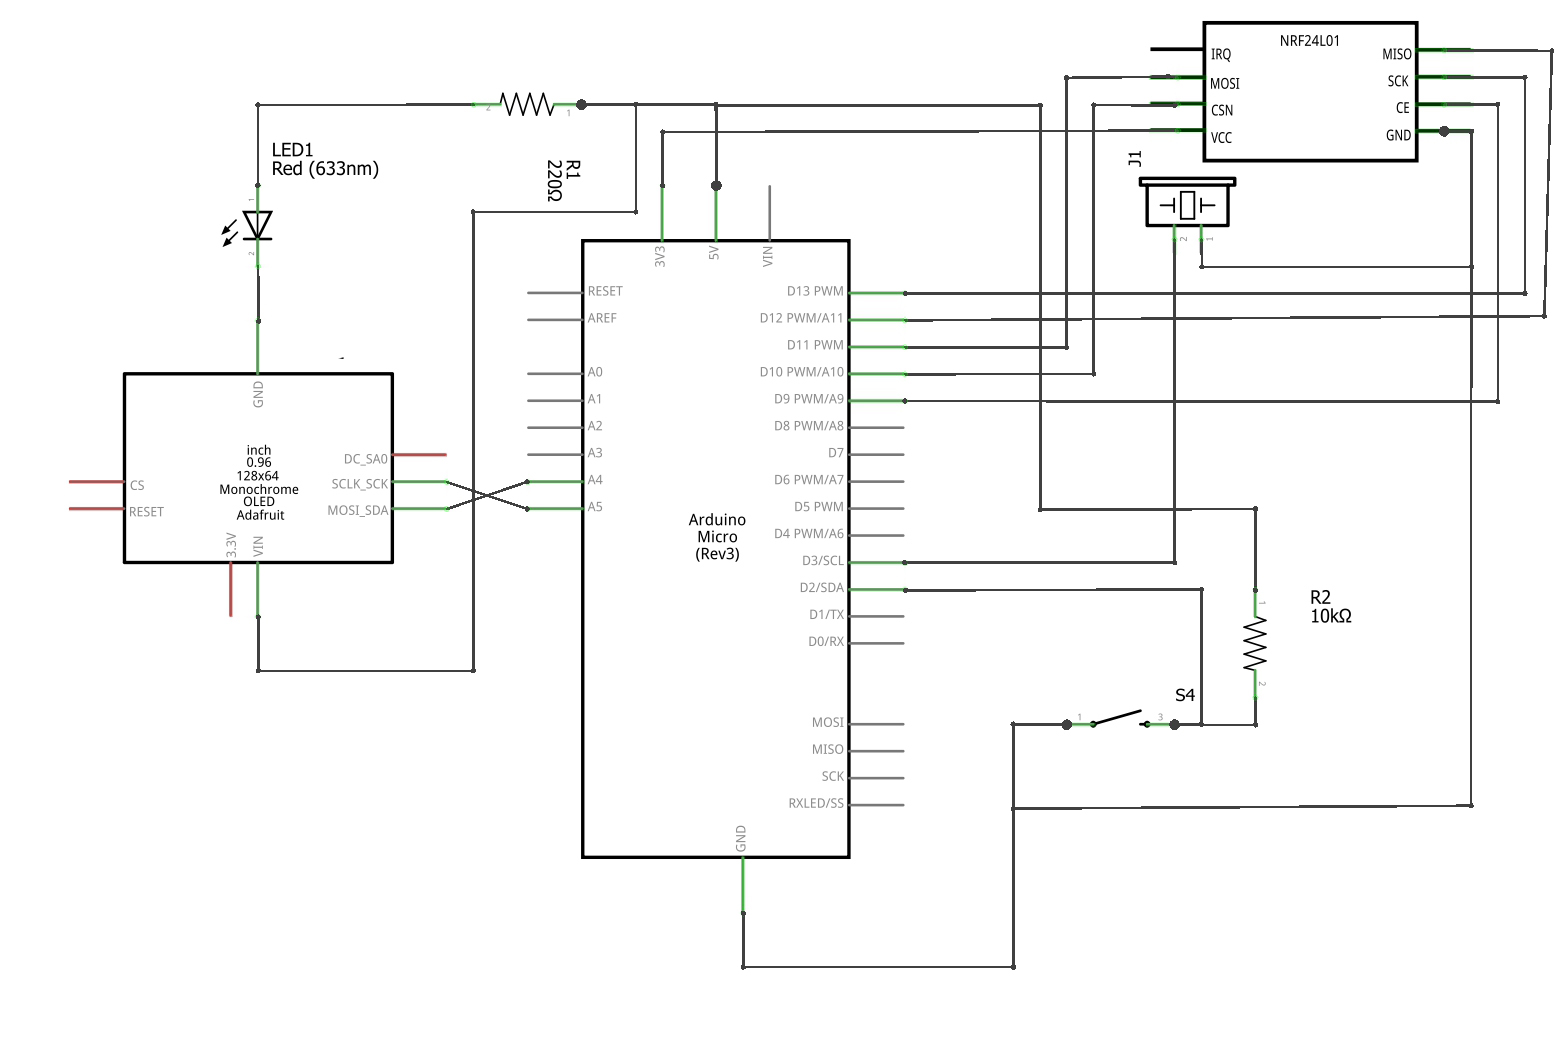 NRF24L01
IRQ
MOSI
CSN
VCC
MISO
SCK
CE
GND
J1
2
1
2
1
R1
220Ω
LED1
Red (633nm)
1
2
3V3
5V
VIN
RESET
AREF
A0
A1
A2
A3
A4
A5
D13 PWM
D12 PWM/A11
D11 PWM
D10 PWM/A10
D9 PWM/A9
D8 PWM/A8
D7
D6 PWM/A7
D5 PWM
D4 PWM/A6
D3/SCL
D2/SDA
D1/TX
D0/RX
MOSI
MISO
SCK
RXLED/SS
GND
Arduino
Micro
(Rev3)
GND
inch
0.96
128x64
Monochrome
OLED
Adafruit
DC_SA0
SCLK_SCK
MOSI_SDA
CS
RESET
3.3V
VIN
R2
10kΩ
1
2
S4
1
3